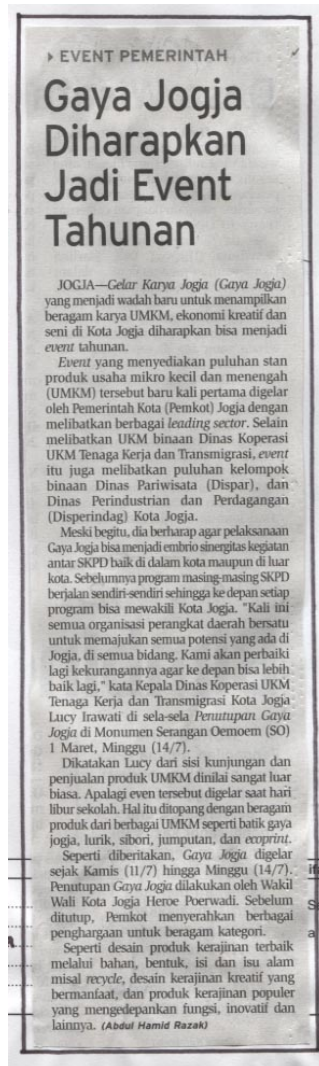 EVENT PEMERINTAH
Gaya Jogja
Diharapkan
Jadi Event
Tahunan
JOGJA—Gelar Karya Jogja (Gaya Jogja)
yang menjadi wadah baru untuk menampilkan
beragam karya UMKM, ekonomi kreatif dan
seni di Kota Jogja diharapkan bisa menjadi
event tahunan.
Event yang menyediakan puluhan stan
produk usaha mikro kecil dan menengah
(UMKM) tersebut baru kali pertama digelar
oleh Pemerintah Kota (Pemkot) Jogja dengan
melibatkan berbagai leading sector. Selain
melibatkan UKM binaan Dinas Koperasi
UKM Tenaga Kerja dan Transmigrasi, event
itu juga melibatkan puluhan kelompok
binaan Dinas Pariwisata (Dispar), dan
Dinas Perindustrian dan Perdagangan
(Disperindag) Kota Jogja.
Meski begitu, dia berharap agar pelaksanaan
Gaya Jogja bisa menjadi embrio sinergitas kegiatan
antar SKPD baik di dalam kota maupun di luar
kota. Sebelumnya program masing-masing SKPD
berjalan sendiri-sendiri sehingga ke depan setiap
program bisa mewakili Kota Jogja. "Kali ini
semua organisasi perangkat daerah bersatu
untuk memajukan semua potensi yang ada di
Jogja, di semua bidang. Kami akan perbaiki
lagi kekurangannya agar ke depan bisa lebih
baik lagi," kata Kepala Dinas Koperasi UKM
Tenaga Kerja dan Transmigrasi Kota Jogja
Lucy Irawati di sela-sela Penutupan Gaya
Jogja di Monumen Serangan Oemoem (SO)
1 Maret, Minggu (14/7).
Dikatakan Lucy dari sisi kunjungan dan
penjualan produk UMKM dinilai sangat luar
biasa. Apalagi even tersebut digelar saat hari
libur sekolah. Hal itu ditopang dengan beragam
produk dari berbagai UMKM seperti batik gaya
jogja, lurik, sibori, jumputan, dan ecoprint.
Seperti diberitakan, Gaya Jogja digelar
sejak Kamis (11/7) hingga Minggu (14/7).
Penutupan Gaya Jogja dilakukan oleh Wakil
Wali Kota Jogja Heroe Poerwadi. Sebelum
ditutup, Pemkot menyerahkan berbagai
penghargaan untuk beragam kategori.
Seperti desain produk kerajinan terbaik
melalui bahan, bentuk, isi dan isu alam
misal recycle, desain kerajinan kreatif yang
bermanfaat, dan produk kerajinan populer
yang mengedepankan fungsi, inovatif dan
lainnya. (Abdul Hamid Razak)